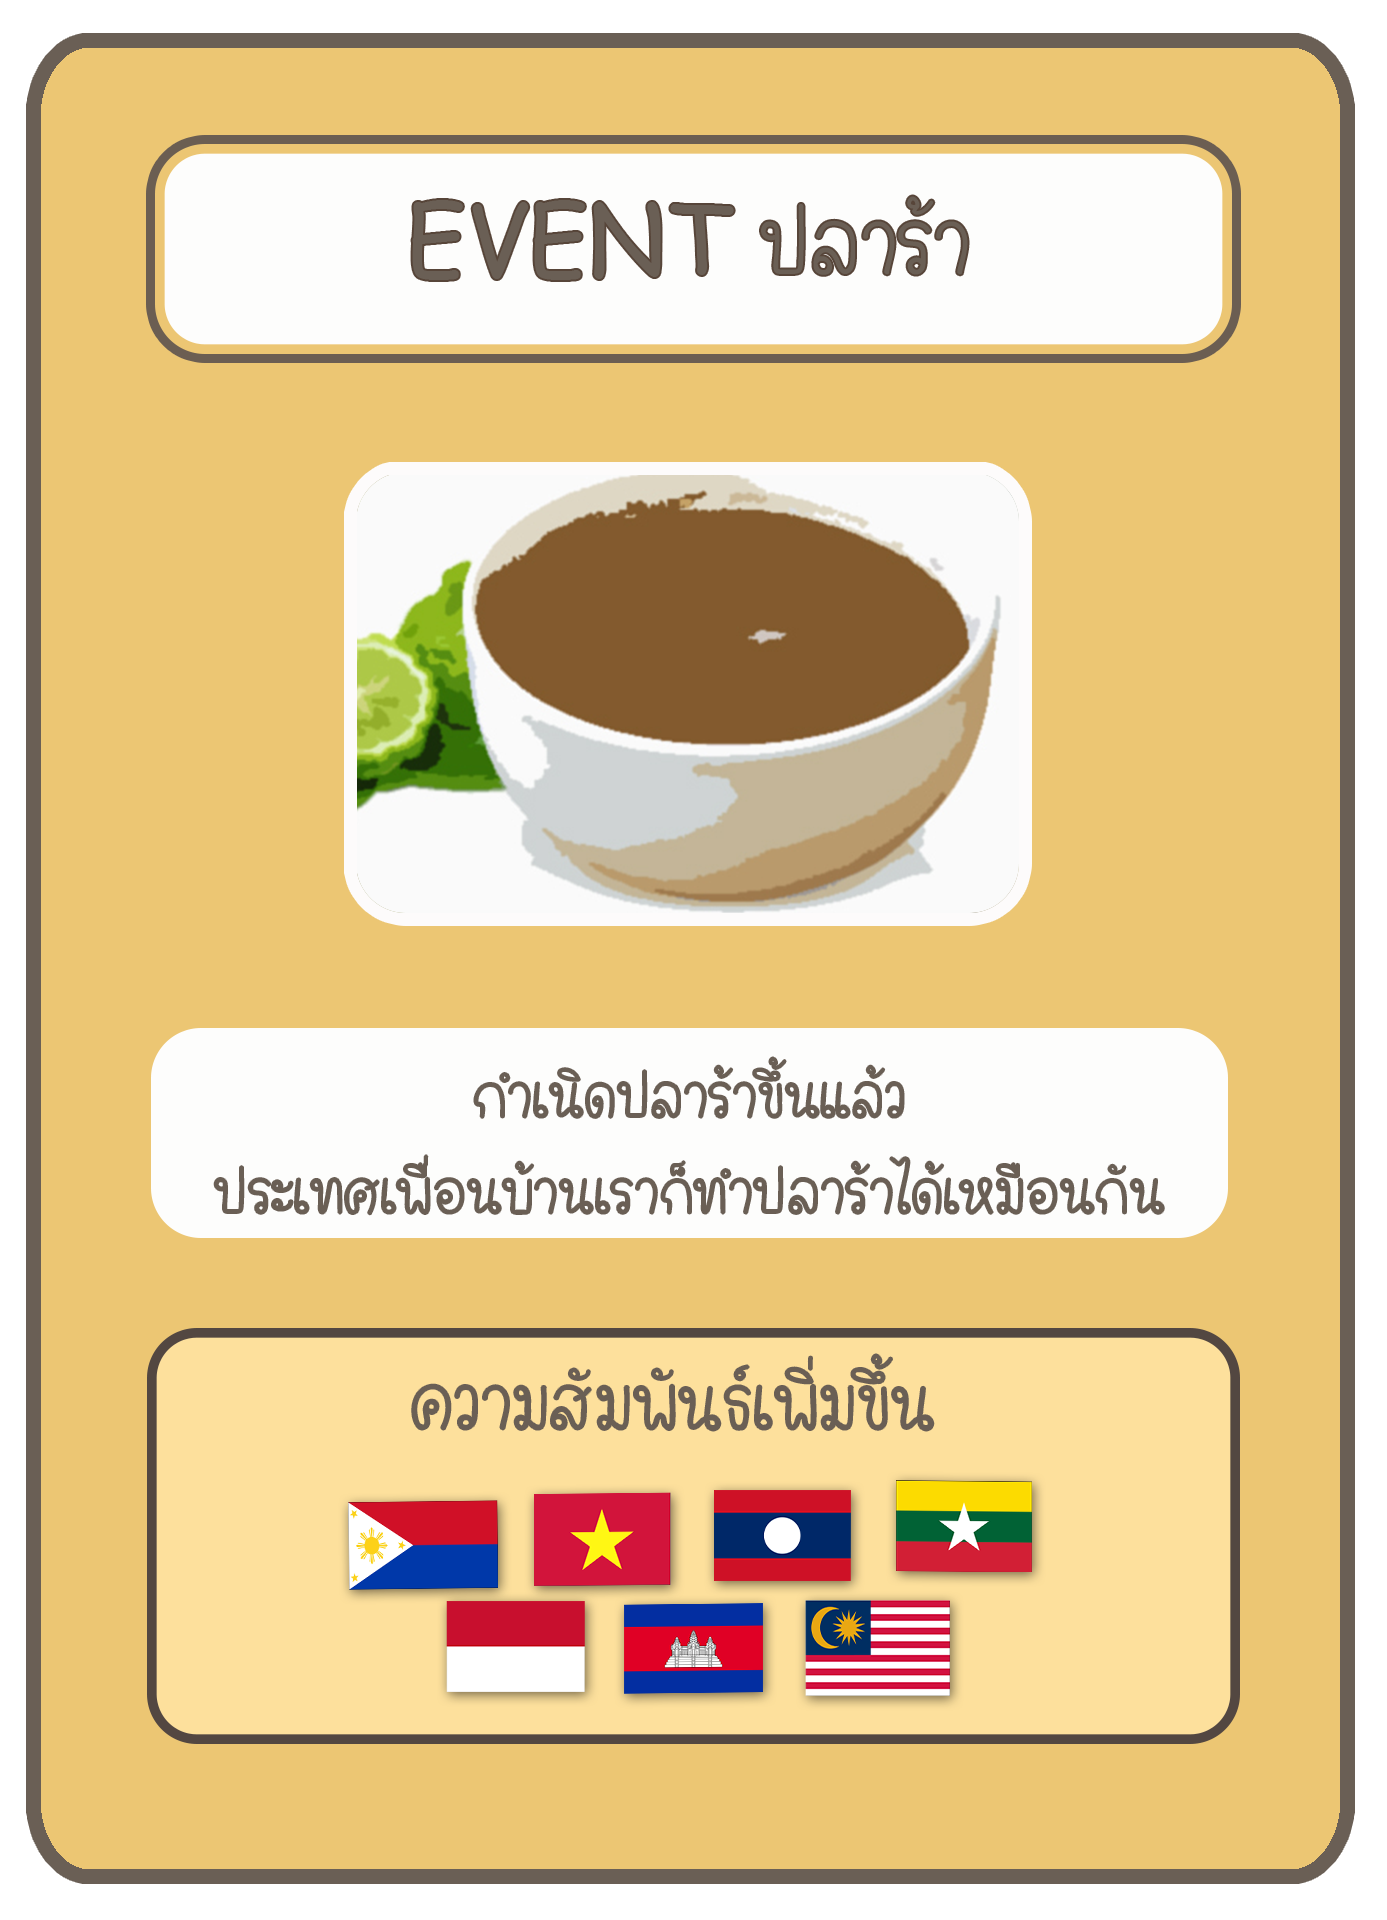 EVENT ปลาร้า
กำเนิดปลาร้าขึ้นแล้ว
ประเทศเพื่อนบ้านเราก็ทำปลาร้าได้เหมือนกัน
ความสัมพันธ์เพิ่มขึ้น